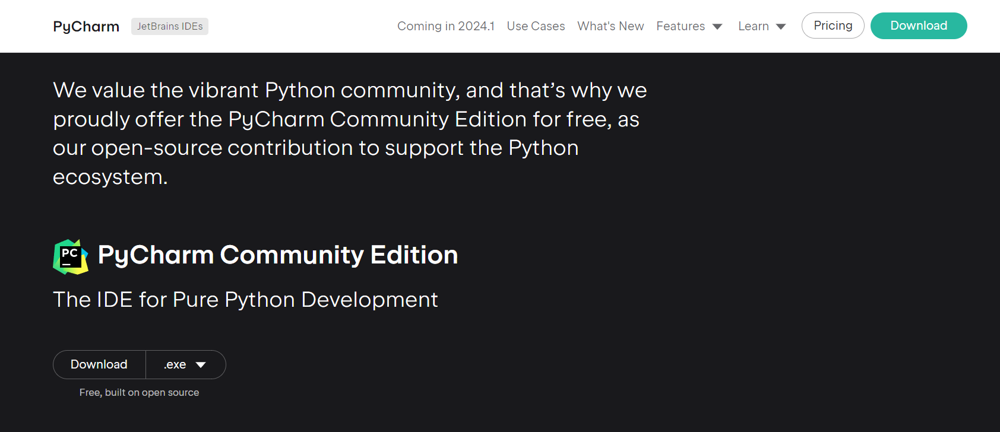 PyCharm JetBrains IDEs Coming in 2024.1 Use Cases What's New Features Learn Pricing Download
We value the vibrant Python community, and that’s why we
proudly offer the PyCharm Community Edition for free, as
our open-source contribution to support the Python
ecosystem.
PC PyCharm Community Edition
The IDE for Pure Python Development
Download .exe
Free, built on open source